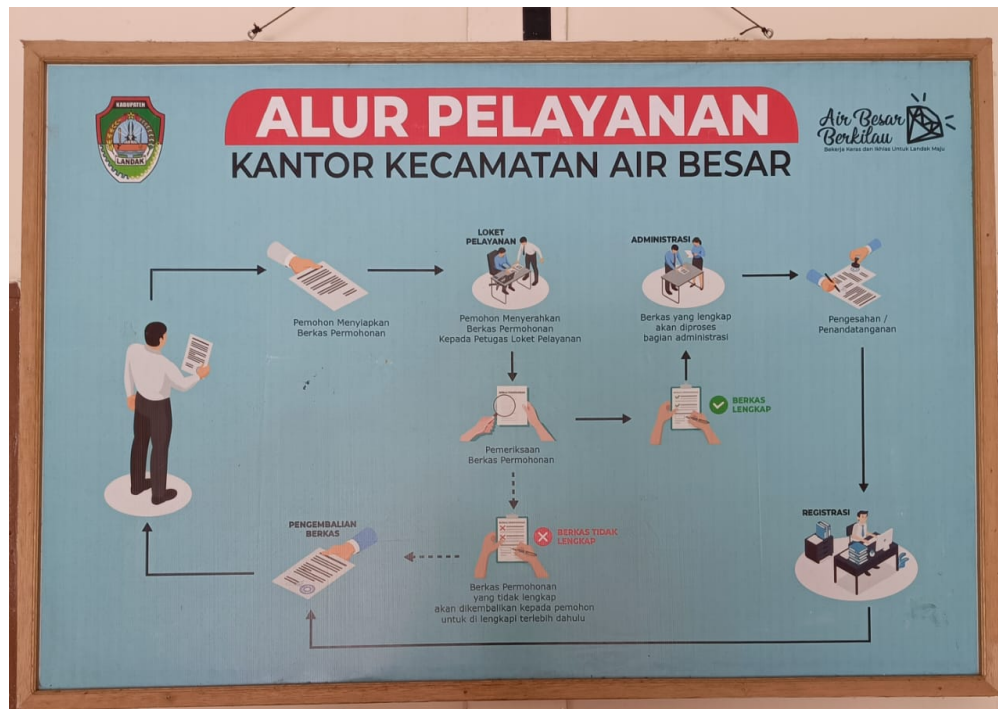 KABUPATEN
LANDAK
ALUR PELAYANAN
KANTOR KECAMATAN AIR BESAR
Air Besar
Berkilau
Bekerja Keras dan Ikhlas Untuk Landak Maju
Pemohon Menyiapkan
Berkas Permohonan
LOKET
PELAYANAN
Pemohon Menyerahkan
Berkas Permohonan
Kepada Petugas Loket Pelayanan
Pemeriksaan
Berkas Permohonan
BERKAS
LENGKAP
ADMINISTRASI
Berkas yang lengkap
akan diproses
bagian administrasi
Pengesahan /
Penandatanganan
REGISTRASI
BERKAS TIDAK
LENGKAP
Berkas Permohonan
yang tidak lengkap
akan dikembalikan kepada pemohon
untuk di lengkapi terlebih dahulu
PENGEMBALIAN
BERKAS